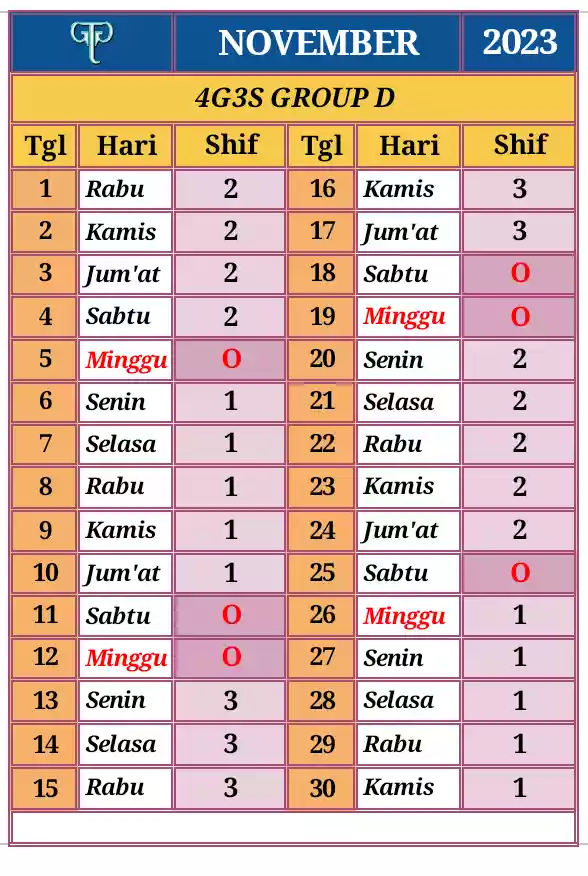 NOVEMBER 2023
4G3S GROUP D
Tgl Hari Shif Tgl Hari Shif
1 Rabu 2 16 Kamis 3
2 Kamis 2 17 Jum'at 3
3 Jum'at 2 18 Sabtu O
4 Sabtu 2 19 Minggu O
5 Minggu O 20 Senin 2
6 Senin 1 21 Selasa 2
7 Selasa 1 22 Rabu 2
8 Rabu 1 23 Kamis 2
9 Kamis 1 24 Jum'at 2
10 Jum'at 1 25 Sabtu O
11 Sabtu O 26 Minggu 1
12 Minggu O 27 Senin 1
13 Senin 3 28 Selasa 1
14 Selasa 3 29 Rabu 1
15 Rabu 3 30 Kamis 1